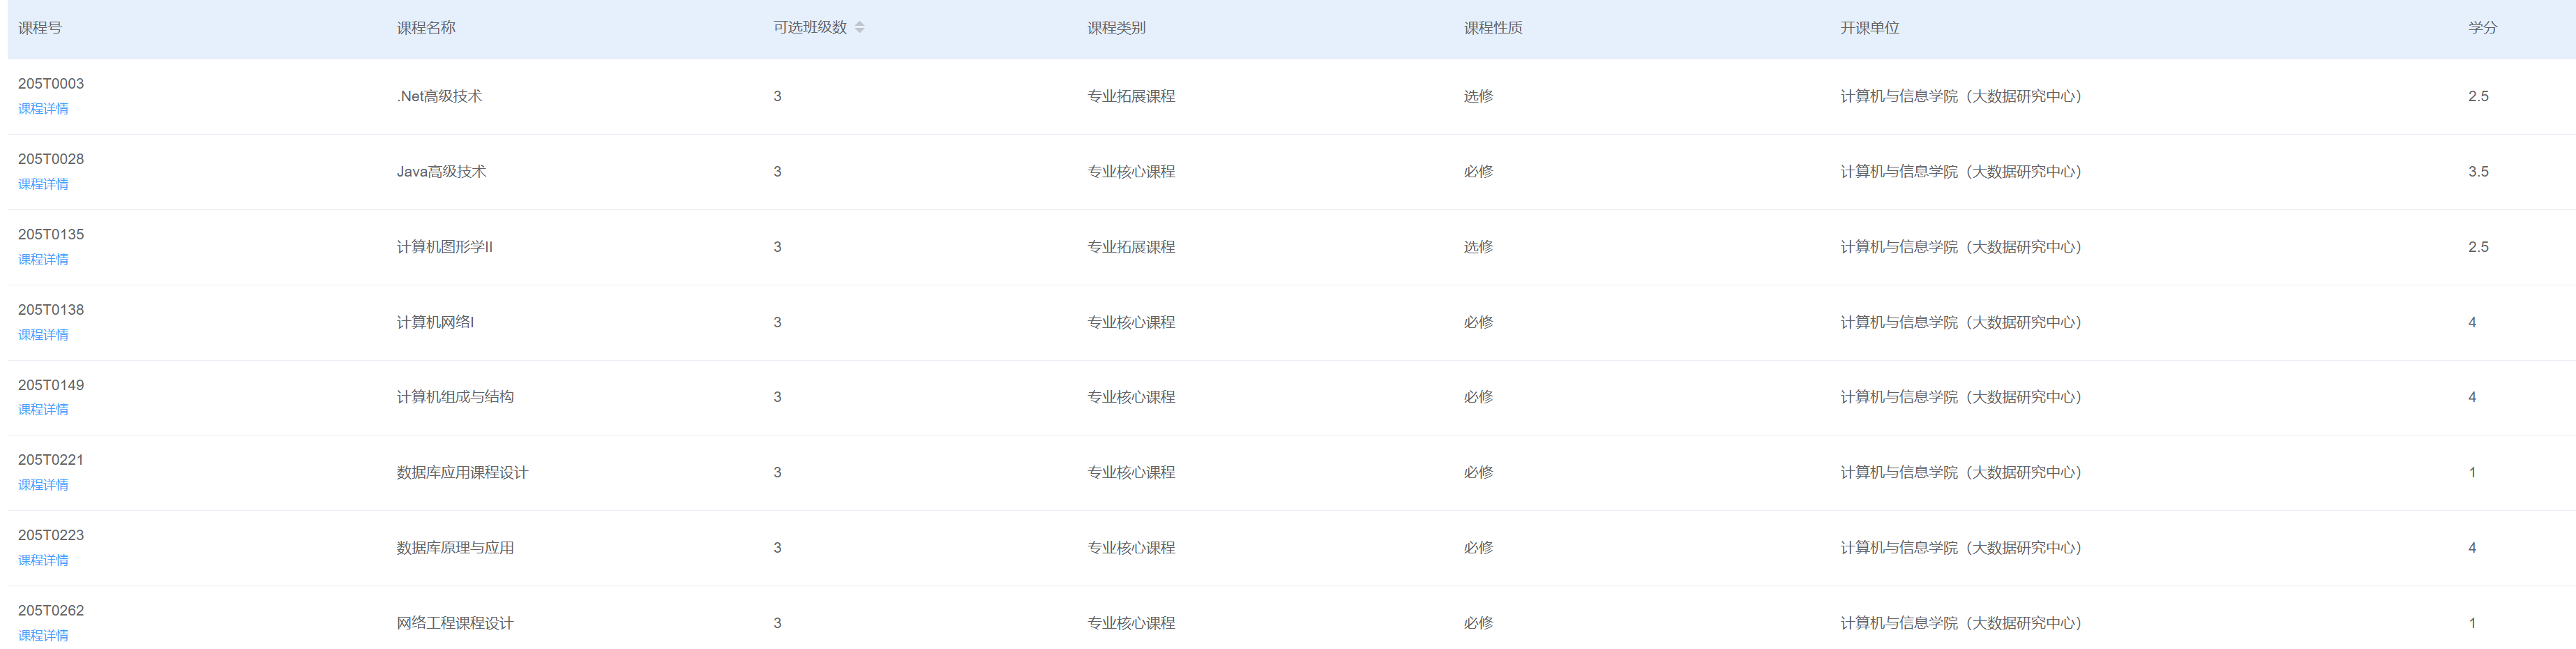 课程号 课程名称 可选班级数 课程类别 课程性质 开课单位 学分
205T0003
课程详情
.Net高级技术 3 专业拓展课程 选修 计算机与信息学院（大数据研究中心） 2.5
205T0028
课程详情
Java高级技术 3 专业核心课程 必修 计算机与信息学院（大数据研究中心） 3.5
205T0135
课程详情
计算机图形学II 3 专业拓展课程 选修 计算机与信息学院（大数据研究中心） 2.5
205T0138
课程详情
计算机网络I 3 专业核心课程 必修 计算机与信息学院（大数据研究中心） 4
205T0149
课程详情
计算机组成与结构 3 专业核心课程 必修 计算机与信息学院（大数据研究中心） 4
205T0221
课程详情
数据库应用课程设计 3 专业核心课程 必修 计算机与信息学院（大数据研究中心） 1
205T0223
课程详情
数据库原理与应用 3 专业核心课程 必修 计算机与信息学院（大数据研究中心） 4
205T0262
课程详情
网络工程课程设计 3 专业核心课程 必修 计算机与信息学院（大数据研究中心） 1